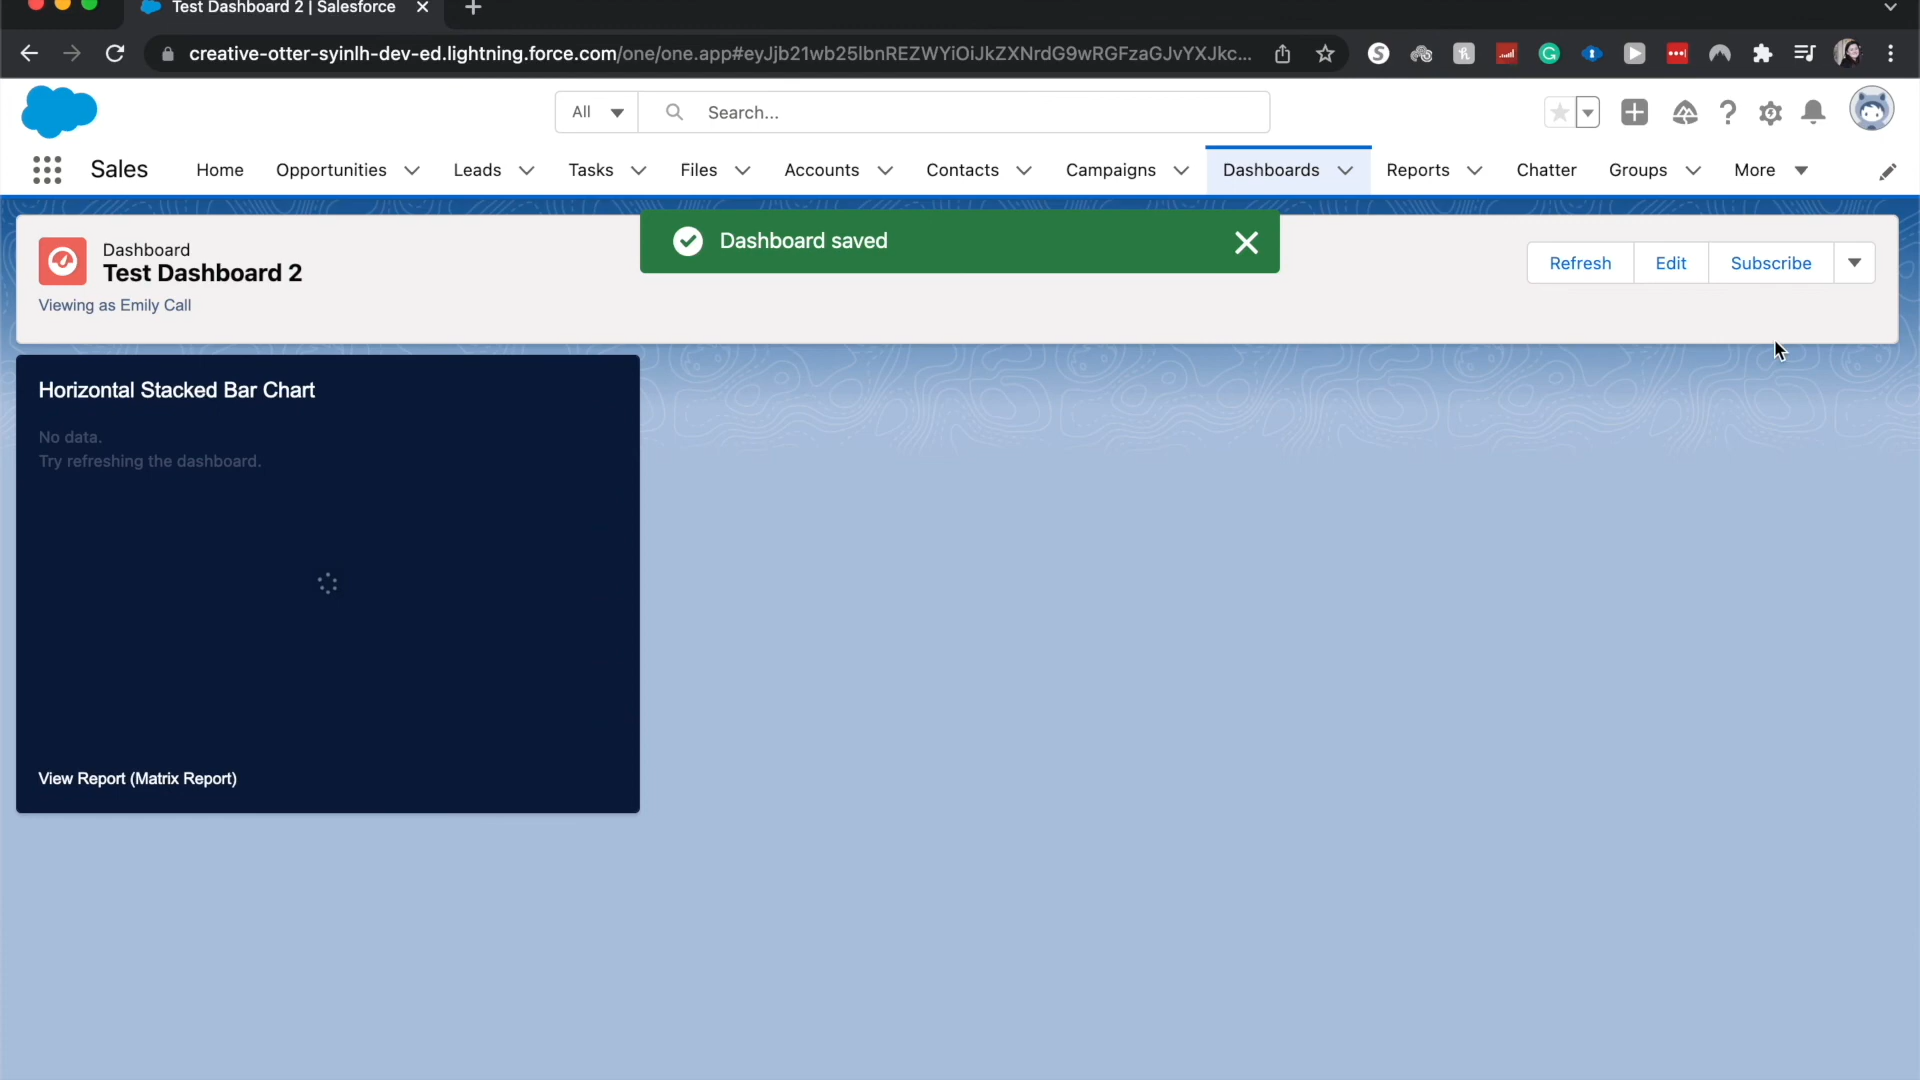 Test Dashboard 2 | Salesforce
creative-otter-syinlh-dev-ed.lightning.force.com/one/one.app#eyJjb21wb25lbnREZWYiOiJkZXNrdG9wRGFzaGJvYXJkc...
All
Search...
Sales
Home
Opportunities
Leads
Tasks
Files
Accounts
Contacts
Campaigns
Dashboards
Reports
Chatter
Groups
More
Dashboard saved
Dashboard
Test Dashboard 2
Viewing as Emily Call
Refresh
Edit
Subscribe
Horizontal Stacked Bar Chart
No data.
Try refreshing the dashboard.
View Report (Matrix Report)